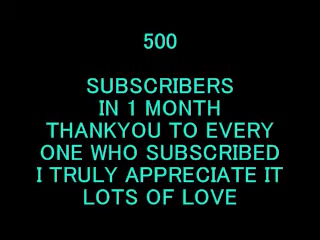 500
SUBSCRIBERS
IN 1 MONTH
THANKYOU TO EVERY
ONE WHO SUBSCRIBED
I TRULY APPRECIATE IT
LOTS OF LOVE